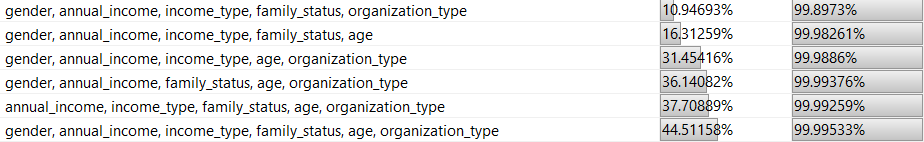 gender, annual_income, income_type, family_status, organization_type 10.94693% 99.8973%
gender, annual_income, income_type, family_status, age 16.31259% 99.98261%
gender, annual_income, income_type, age, organization_type 31.45416% 99.9886%
gender, annual_income, family_status, age, organization_type 36.14082% 99.99376%
annual_income, income_type, family_status, age, organization_type 37.70889% 99.99259%
gender, annual_income, income_type, family_status, age, organization_type 44.51158% 99.99533%